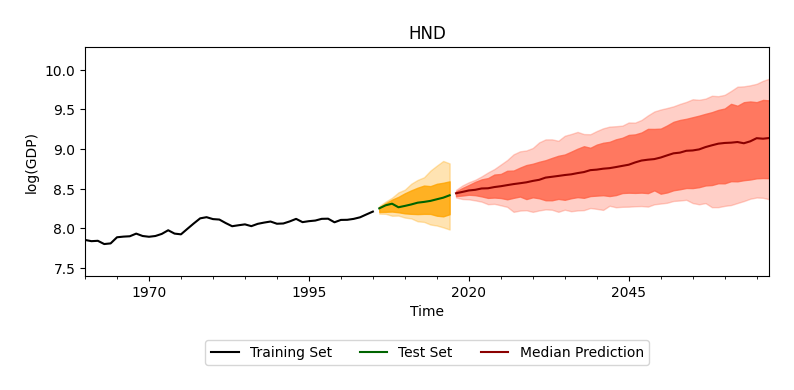 HND
log(GDP)
10.0
9.5
9.0
8.5
8.0
7.5
1970 1995 2020 2045
Time
Training Set Test Set Median Prediction